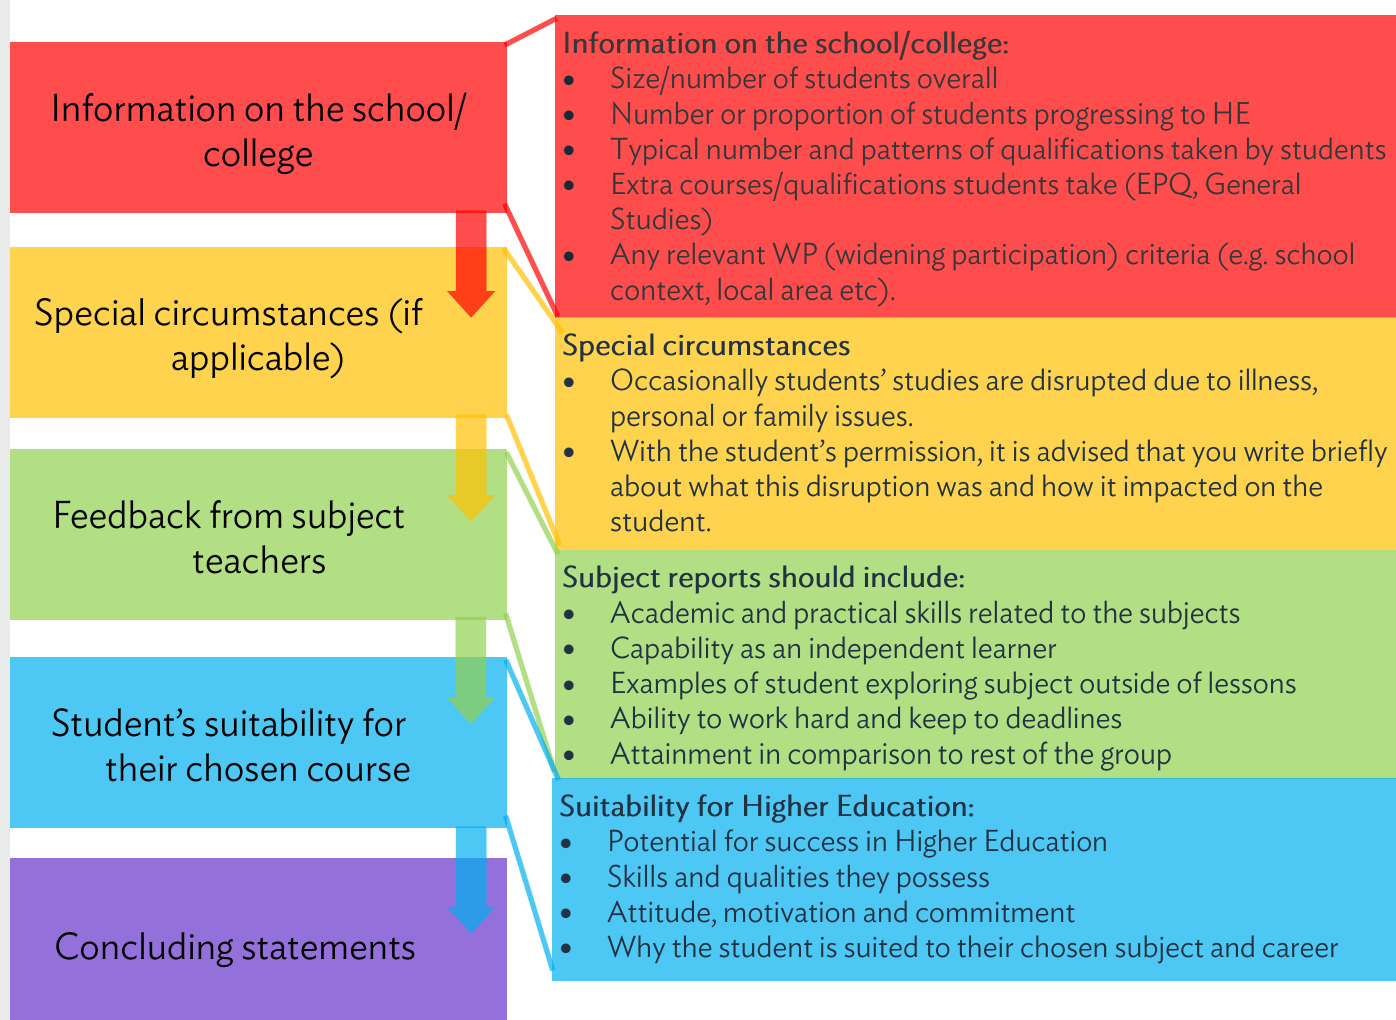 Information on the school/
college
Special circumstances (if
applicable)
Feedback from subject
teachers
Student’s suitability for
their chosen course
Concluding statements
Information on the school/college:
• Size/number of students overall
• Number or proportion of students progressing to HE
• Typical number and patterns of qualifications taken by students
• Extra courses/qualifications students take (EPQ, General
Studies)
• Any relevant WP (widening participation) criteria (e.g. school
context, local area etc).
Special circumstances
• Occasionally students’ studies are disrupted due to illness,
personal or family issues.
• With the student’s permission, it is advised that you write briefly
about what this disruption was and how it impacted on the
student.
Subject reports should include:
• Academic and practical skills related to the subjects
• Capability as an independent learner
• Examples of student exploring subject outside of lessons
• Ability to work hard and keep to deadlines
• Attainment in comparison to rest of the group
Suitability for Higher Education:
• Potential for success in Higher Education
• Skills and qualities they possess
• Attitude, motivation and commitment
• Why the student is suited to their chosen subject and career